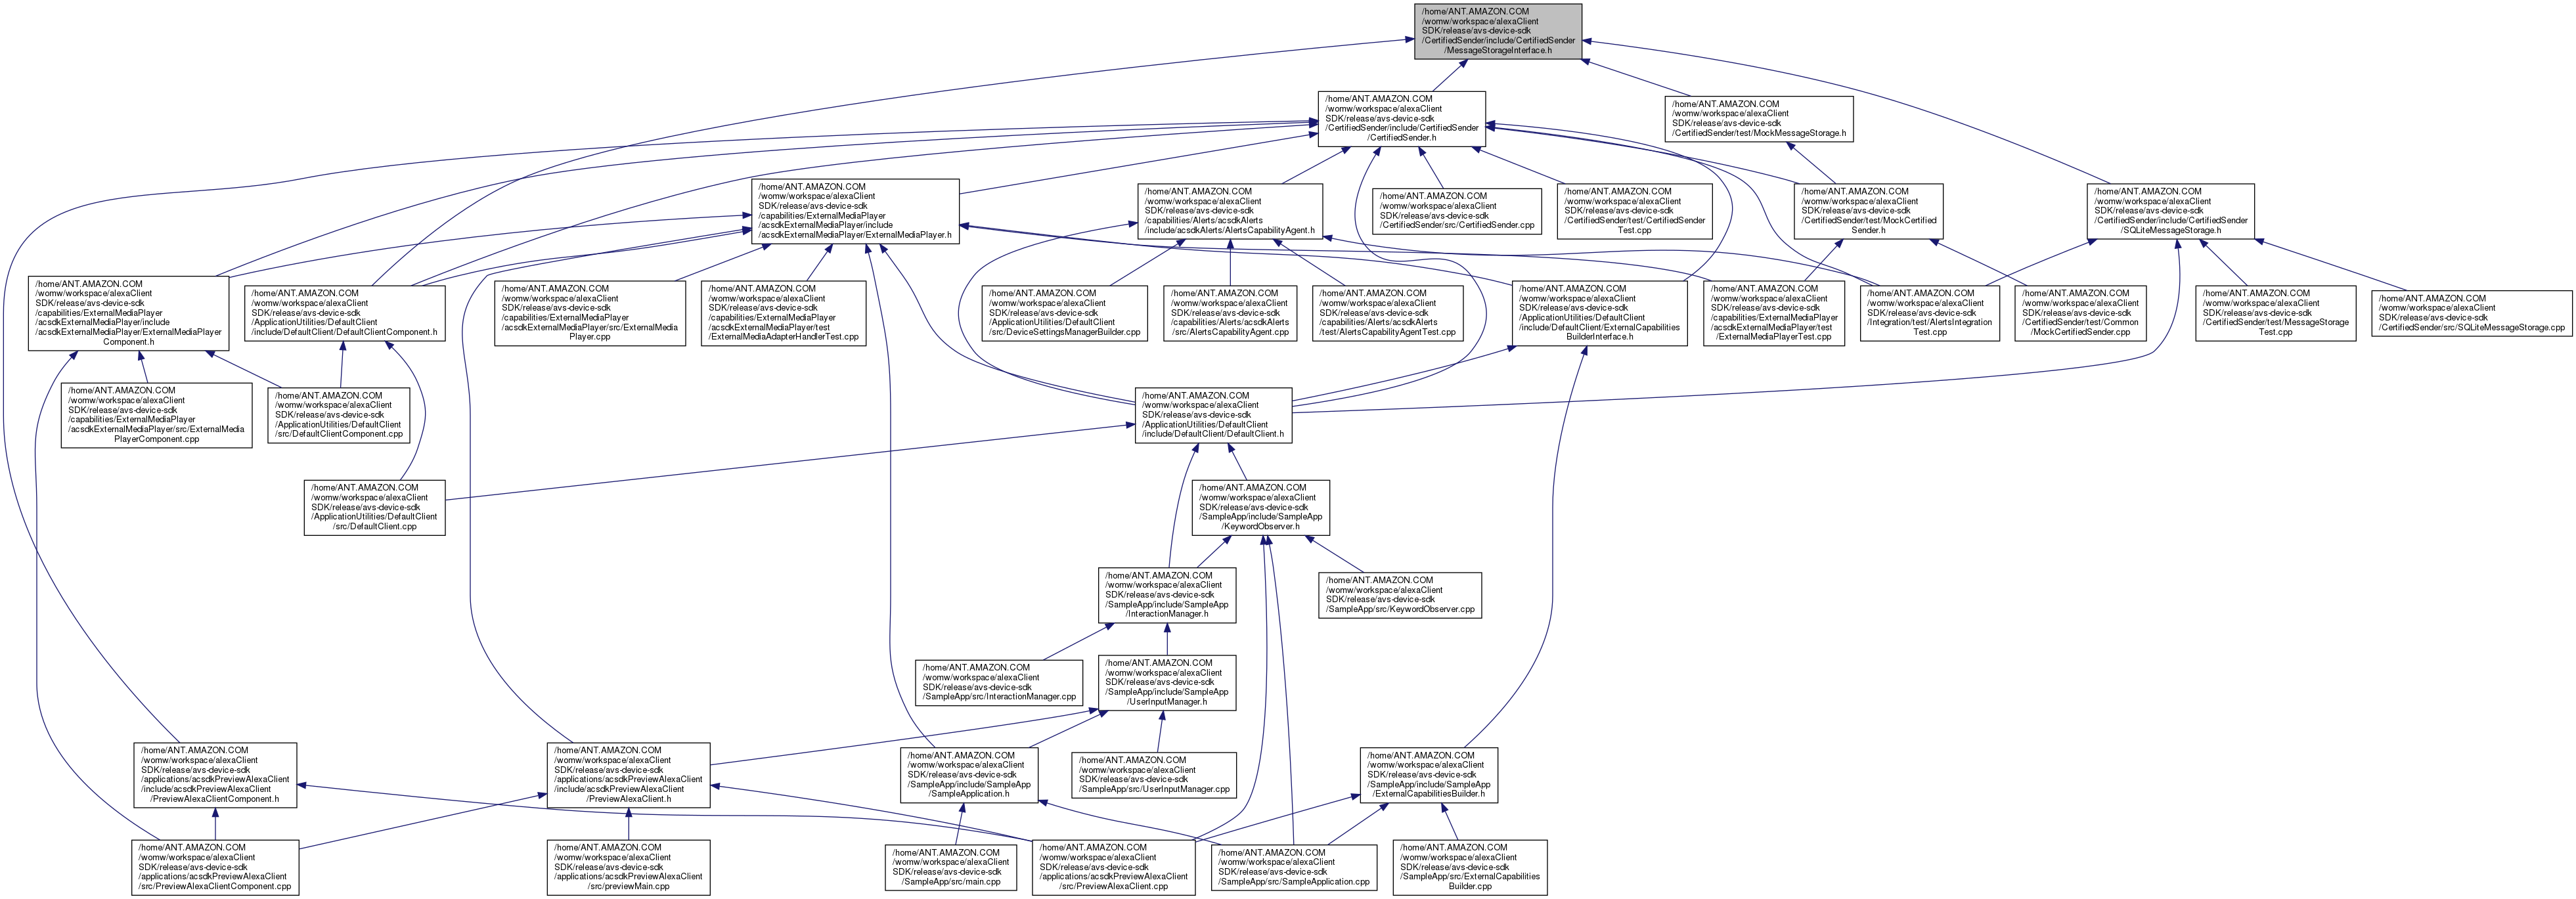 /home/ANT.AMAZON.COM
/womw/workspace/alexaClient
SDK/release/avs-device-sdk
/CertifiedSender/include/CertifiedSender
/MessageStorageInterface.h
/home/ANT.AMAZON.COM
/womw/workspace/alexaClient
SDK/release/avs-device-sdk
/CertifiedSender/include/CertifiedSender
/CertifiedSender.h
/home/ANT.AMAZON.COM
/womw/workspace/alexaClient
SDK/release/avs-device-sdk
/CertifiedSender/test/MockMessageStorage.h
/home/ANT.AMAZON.COM
/womw/workspace/alexaClient
SDK/release/avs-device-sdk
/capabilities/ExternalMediaPlayer
/acsdkExternalMediaPlayer/include
/acsdkExternalMediaPlayer/ExternalMediaPlayer.h
/home/ANT.AMAZON.COM
/womw/workspace/alexaClient
SDK/release/avs-device-sdk
/capabilities/Alerts/acsdkAlerts
/include/acsdkAlerts/AlertsCapabilityAgent.h
/home/ANT.AMAZON.COM
/womw/workspace/alexaClient
SDK/release/avs-device-sdk
/CertifiedSender/src/CertifiedSender.cpp
/home/ANT.AMAZON.COM
/womw/workspace/alexaClient
SDK/release/avs-device-sdk
/CertifiedSender/test/CertifiedSender
Test.cpp
/home/ANT.AMAZON.COM
/womw/workspace/alexaClient
SDK/release/avs-device-sdk
/CertifiedSender/test/MockCertified
Sender.h
/home/ANT.AMAZON.COM
/womw/workspace/alexaClient
SDK/release/avs-device-sdk
/CertifiedSender/include/CertifiedSender
/SQLiteMessageStorage.h
/home/ANT.AMAZON.COM
/womw/workspace/alexaClient
SDK/release/avs-device-sdk
/capabilities/ExternalMediaPlayer
/acsdkExternalMediaPlayer/include
/acsdkExternalMediaPlayer/ExternalMediaPlayer
Component.h
/home/ANT.AMAZON.COM
/womw/workspace/alexaClient
SDK/release/avs-device-sdk
/ApplicationUtilities/DefaultClient
/include/DefaultClient/DefaultClientComponent.h
/home/ANT.AMAZON.COM
/womw/workspace/alexaClient
SDK/release/avs-device-sdk
/capabilities/ExternalMediaPlayer
/acsdkExternalMediaPlayer/src/ExternalMedia
Player.cpp
/home/ANT.AMAZON.COM
/womw/workspace/alexaClient
SDK/release/avs-device-sdk
/capabilities/ExternalMediaPlayer
/acsdkExternalMediaPlayer/test
/ExternalMediaAdapterHandlerTest.cpp
/home/ANT.AMAZON.COM
/womw/workspace/alexaClient
SDK/release/avs-device-sdk
/ApplicationUtilities/DefaultClient
/src/DeviceSettingsManagerBuilder.cpp
/home/ANT.AMAZON.COM
/womw/workspace/alexaClient
SDK/release/avs-device-sdk
/capabilities/Alerts/acsdkAlerts
/src/AlertsCapabilityAgent.cpp
/home/ANT.AMAZON.COM
/womw/workspace/alexaClient
SDK/release/avs-device-sdk
/capabilities/Alerts/acsdkAlerts
/test/AlertsCapabilityAgentTest.cpp
/home/ANT.AMAZON.COM
/womw/workspace/alexaClient
SDK/release/avs-device-sdk
/ApplicationUtilities/DefaultClient
/include/DefaultClient/ExternalCapabilities
BuilderInterface.h
/home/ANT.AMAZON.COM
/womw/workspace/alexaClient
SDK/release/avs-device-sdk
/capabilities/ExternalMediaPlayer
/acsdkExternalMediaPlayer/test
/ExternalMediaPlayerTest.cpp
/home/ANT.AMAZON.COM
/womw/workspace/alexaClient
SDK/release/avs-device-sdk
/Integration/test/AlertsIntegration
Test.cpp
/home/ANT.AMAZON.COM
/womw/workspace/alexaClient
SDK/release/avs-device-sdk
/CertifiedSender/test/Common
/MockCertifiedSender.cpp
/home/ANT.AMAZON.COM
/womw/workspace/alexaClient
SDK/release/avs-device-sdk
/CertifiedSender/test/MessageStorage
Test.cpp
/home/ANT.AMAZON.COM
/womw/workspace/alexaClient
SDK/release/avs-device-sdk
/CertifiedSender/src/SQLiteMessageStorage.cpp
/home/ANT.AMAZON.COM
/womw/workspace/alexaClient
SDK/release/avs-device-sdk
/capabilities/ExternalMediaPlayer
/acsdkExternalMediaPlayer/src/ExternalMedia
PlayerComponent.cpp
/home/ANT.AMAZON.COM
/womw/workspace/alexaClient
SDK/release/avs-device-sdk
/ApplicationUtilities/DefaultClient
/src/DefaultClientComponent.cpp
/home/ANT.AMAZON.COM
/womw/workspace/alexaClient
SDK/release/avs-device-sdk
/ApplicationUtilities/DefaultClient
/include/DefaultClient/DefaultClient.h
/home/ANT.AMAZON.COM
/womw/workspace/alexaClient
SDK/release/avs-device-sdk
/ApplicationUtilities/DefaultClient
/src/DefaultClient.cpp
/home/ANT.AMAZON.COM
/womw/workspace/alexaClient
SDK/release/avs-device-sdk
/SampleApp/include/SampleApp
/KeywordObserver.h
/home/ANT.AMAZON.COM
/womw/workspace/alexaClient
SDK/release/avs-device-sdk
/SampleApp/include/SampleApp
/InteractionManager.h
/home/ANT.AMAZON.COM
/womw/workspace/alexaClient
SDK/release/avs-device-sdk
/SampleApp/src/KeywordObserver.cpp
/home/ANT.AMAZON.COM
/womw/workspace/alexaClient
SDK/release/avs-device-sdk
/SampleApp/src/InteractionManager.cpp
/home/ANT.AMAZON.COM
/womw/workspace/alexaClient
SDK/release/avs-device-sdk
/SampleApp/include/SampleApp
/UserInputManager.h
/home/ANT.AMAZON.COM
/womw/workspace/alexaClient
SDK/release/avs-device-sdk
/applications/acsdkPreviewAlexaClient
/include/acsdkPreviewAlexaClient
/PreviewAlexaClientComponent.h
/home/ANT.AMAZON.COM
/womw/workspace/alexaClient
SDK/release/avs-device-sdk
/applications/acsdkPreviewAlexaClient
/include/acsdkPreviewAlexaClient
/PreviewAlexaClient.h
/home/ANT.AMAZON.COM
/womw/workspace/alexaClient
SDK/release/avs-device-sdk
/SampleApp/include/SampleApp
/SampleApplication.h
/home/ANT.AMAZON.COM
/womw/workspace/alexaClient
SDK/release/avs-device-sdk
/SampleApp/src/UserInputManager.cpp
/home/ANT.AMAZON.COM
/womw/workspace/alexaClient
SDK/release/avs-device-sdk
/SampleApp/include/SampleApp
/ExternalCapabilitiesBuilder.h
/home/ANT.AMAZON.COM
/womw/workspace/alexaClient
SDK/release/avs-device-sdk
/applications/acsdkPreviewAlexaClient
/src/PreviewAlexaClientComponent.cpp
/home/ANT.AMAZON.COM
/womw/workspace/alexaClient
SDK/release/avs-device-sdk
/applications/acsdkPreviewAlexaClient
/src/previewMain.cpp
/home/ANT.AMAZON.COM
/womw/workspace/alexaClient
SDK/release/avs-device-sdk
/SampleApp/src/main.cpp
/home/ANT.AMAZON.COM
/womw/workspace/alexaClient
SDK/release/avs-device-sdk
/applications/acsdkPreviewAlexaClient
/src/PreviewAlexaClient.cpp
/home/ANT.AMAZON.COM
/womw/workspace/alexaClient
SDK/release/avs-device-sdk
/SampleApp/src/SampleApplication.cpp
/home/ANT.AMAZON.COM
/womw/workspace/alexaClient
SDK/release/avs-device-sdk
/SampleApp/src/ExternalCapabilities
Builder.cpp